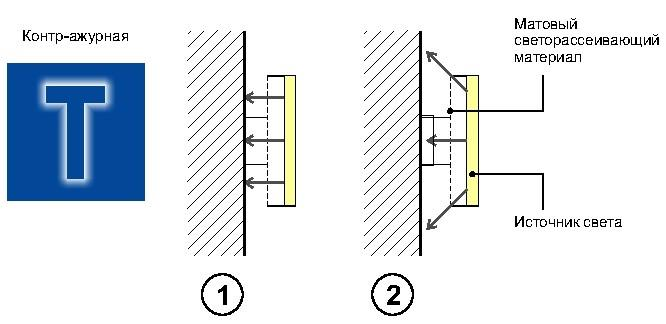 Контр-ажурная
Т
Матовый
светорассеивающий
материал
Источник света
1
2